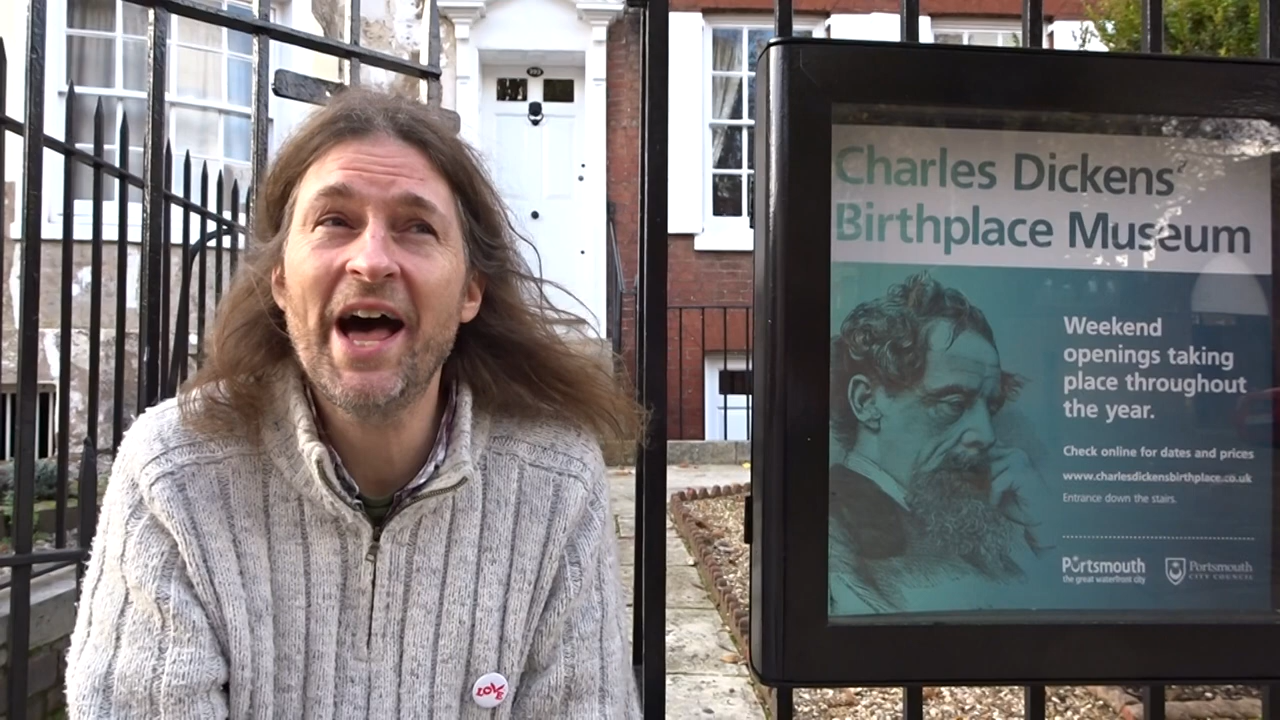 Charles Dickens'
Birthplace Museum
Weekend
openings taking
place throughout
the year.
Check online for dates and prices
www.charlesdickensbirthplace.co.uk
Entrance down the stairs.
Portsmouth
the great waterfront city
Portsmouth
CITY COUNCIL
LOVE